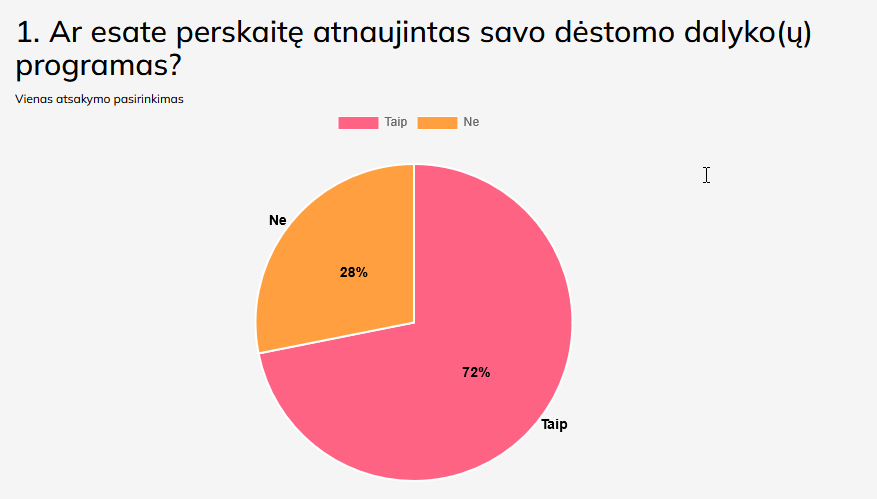 1. Ar esate perskaitę atnaujintas savo dėstomo dalyko(ų)
programas?
Vienas atsakymo pasirinkimas
Taip Ne
Ne
28%
72%
Taip